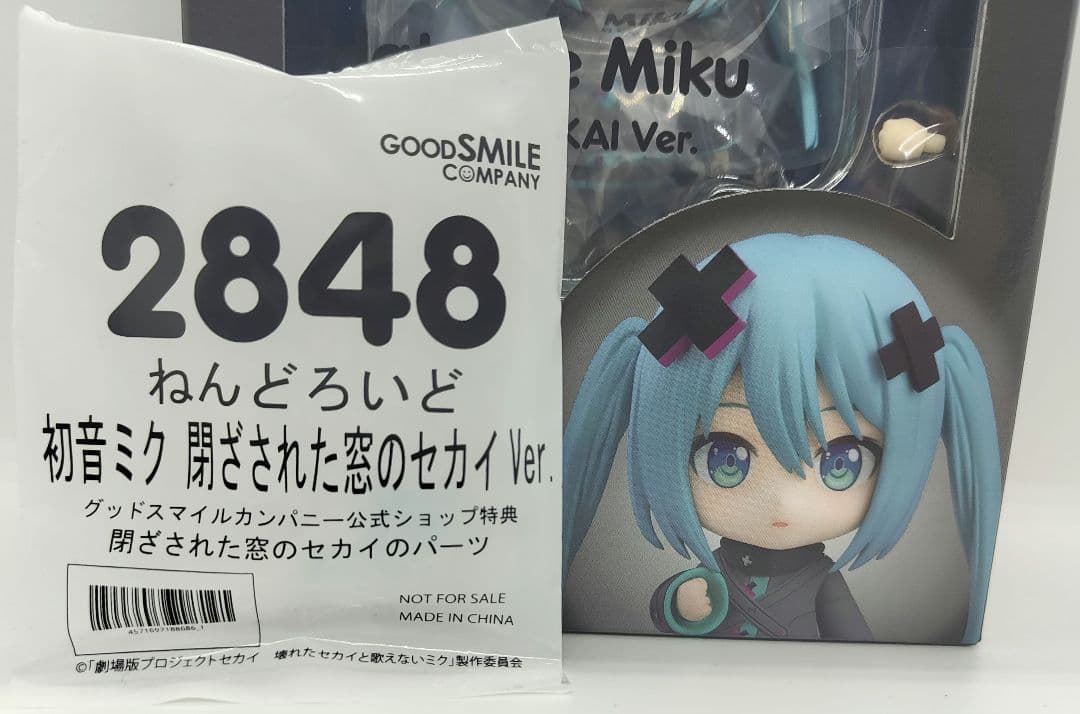 GOODSMILE
COMPANY
2848
ねんどろいど
初音ミク 閉ざされた窓のセカイ Ver.
グッドスマイルカンパニー公式ショップ特典
閉ざされた窓のセカイのパーツ
NOT FOR SALE
MADE IN CHINA
©「劇場版プロジェクトセカイ 壊れたセカイと歌えないミク」製作委員会
Miku
KAI Ver.